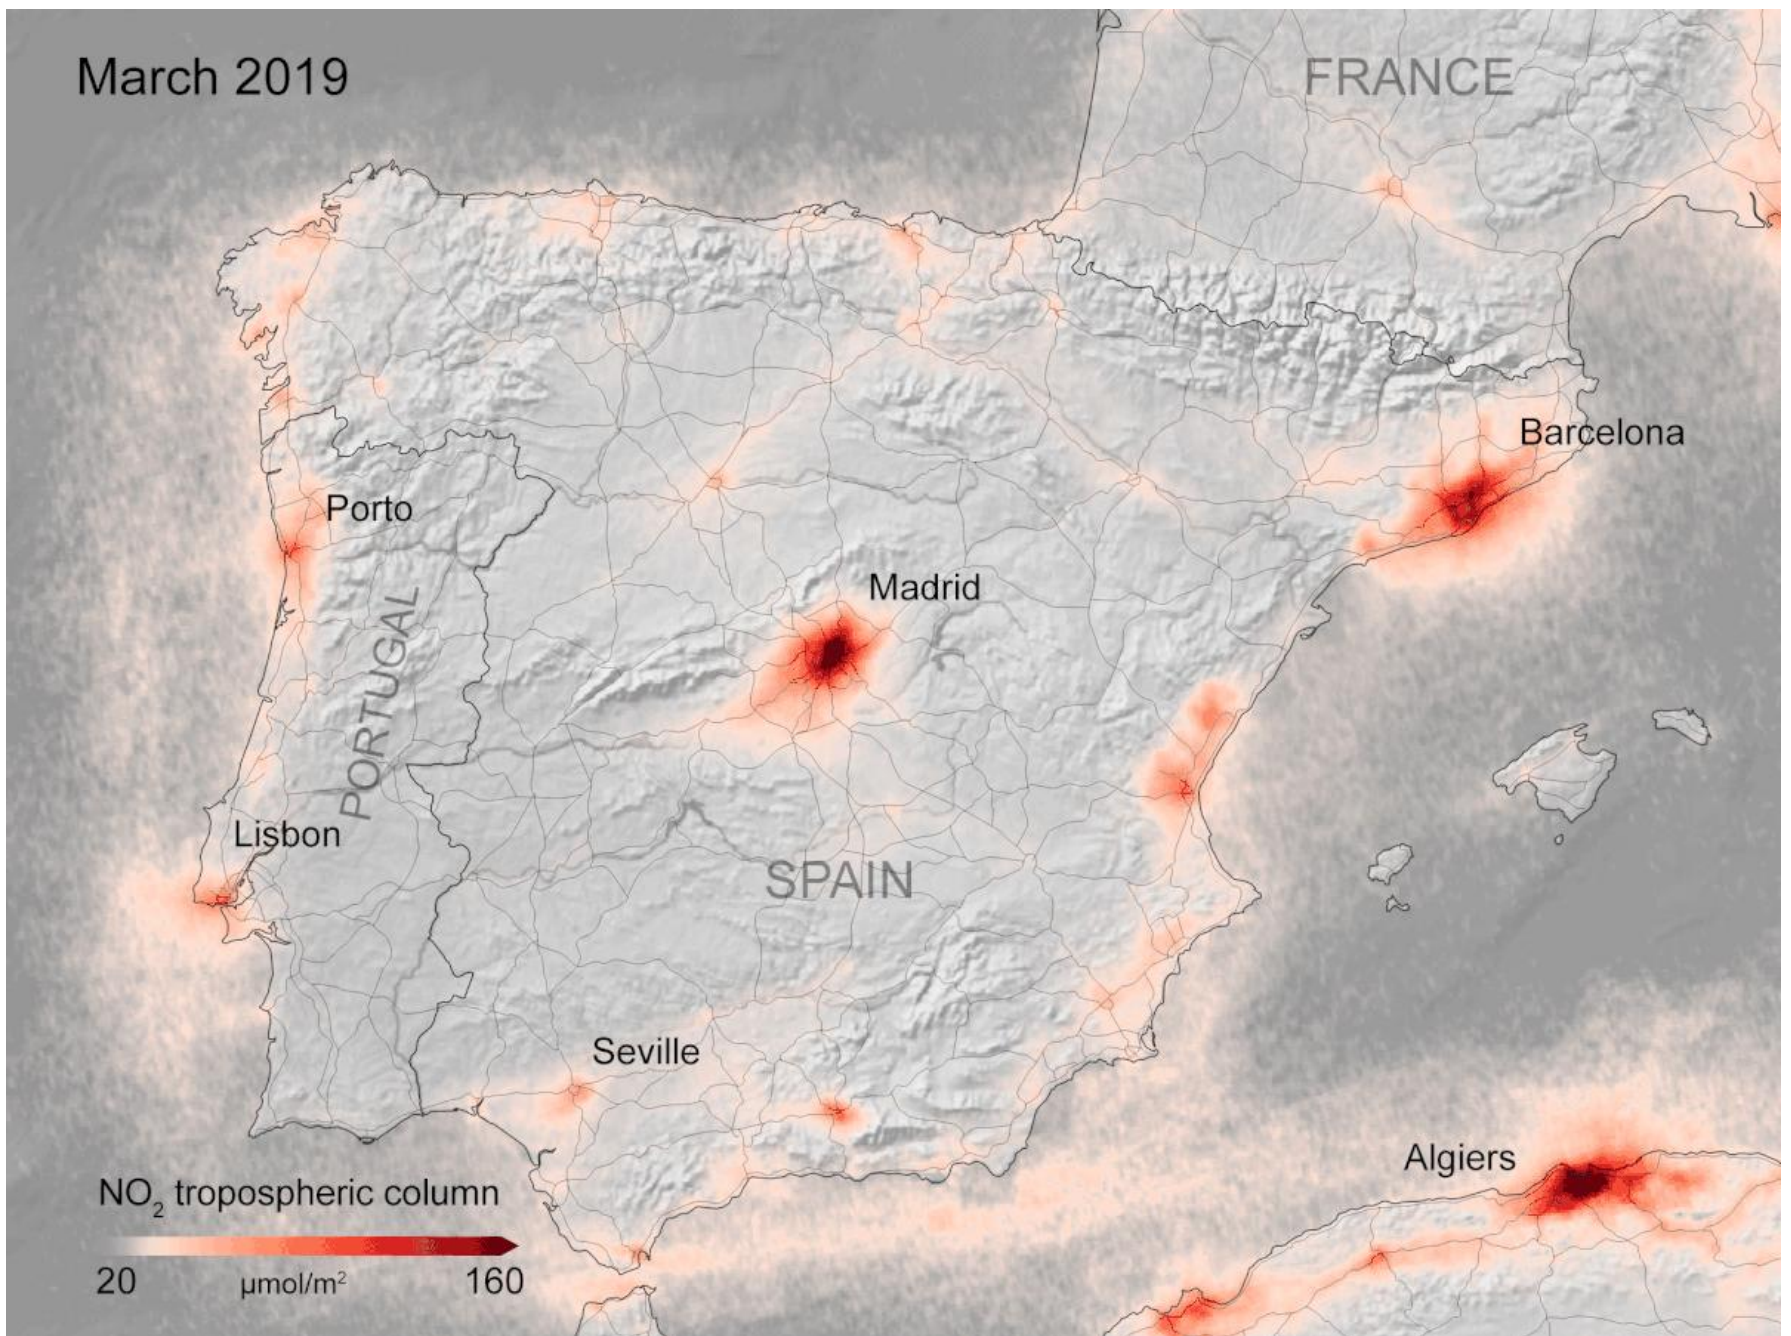 March 2019
FRANCE
Barcelona
Porto
Madrid
PORTUGAL
Lisbon
SPAIN
Seville
Algiers
NO₂ tropospheric column
20 µmol/m² 160